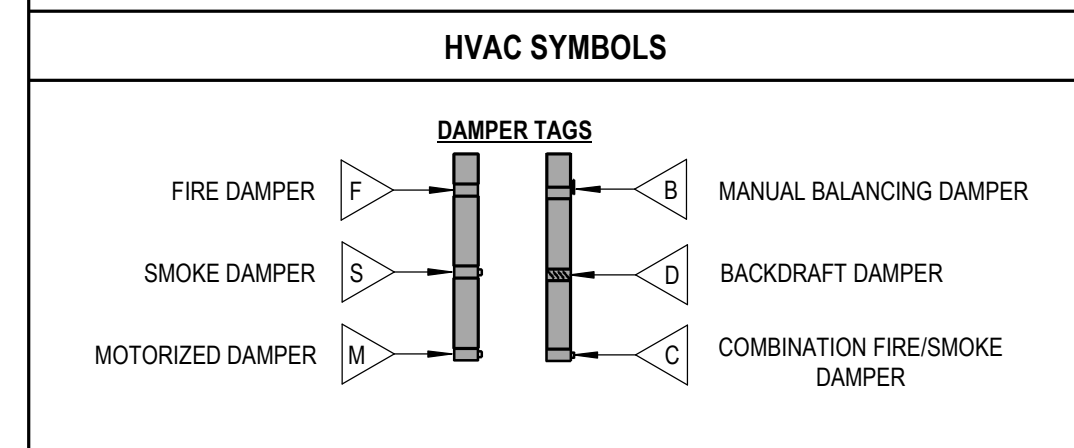 HVAC SYMBOLS
DAMPER TAGS
FIRE DAMPER F
SMOKE DAMPER S
MOTORIZED DAMPER M
B MANUAL BALANCING DAMPER
D BACKDRAFT DAMPER
C COMBINATION FIRE/SMOKE
DAMPER